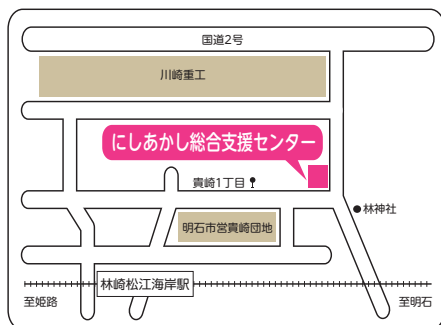 国道2号
川崎重工
にしあかし総合支援センター
貴崎1丁目
林神社
明石市営貴崎団地
林崎松江海岸駅
至姫路
至明石